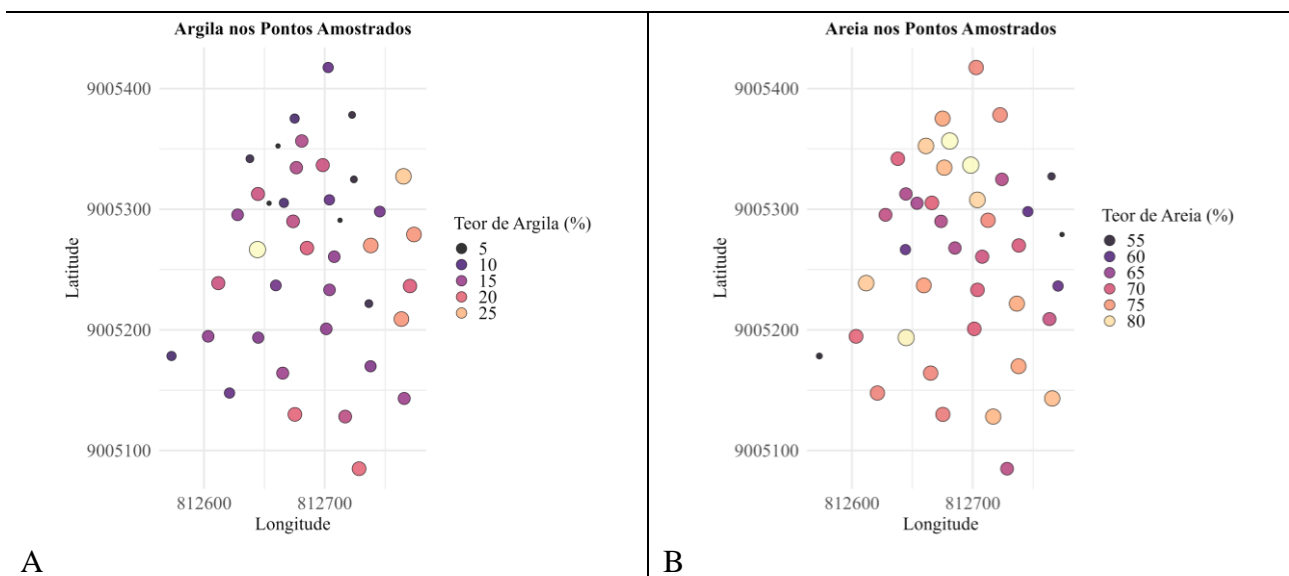 Argila nos Pontos Amostrados
9005400
9005300
9005200
9005100
Latitude
812600
812700
Longitude
Teor de Argila (%)
5
10
15
20
25
A
Areia nos Pontos Amostrados
9005400
9005300
9005200
9005100
Latitude
812600
812700
Longitude
Teor de Areia (%)
55
60
65
70
75
80
B